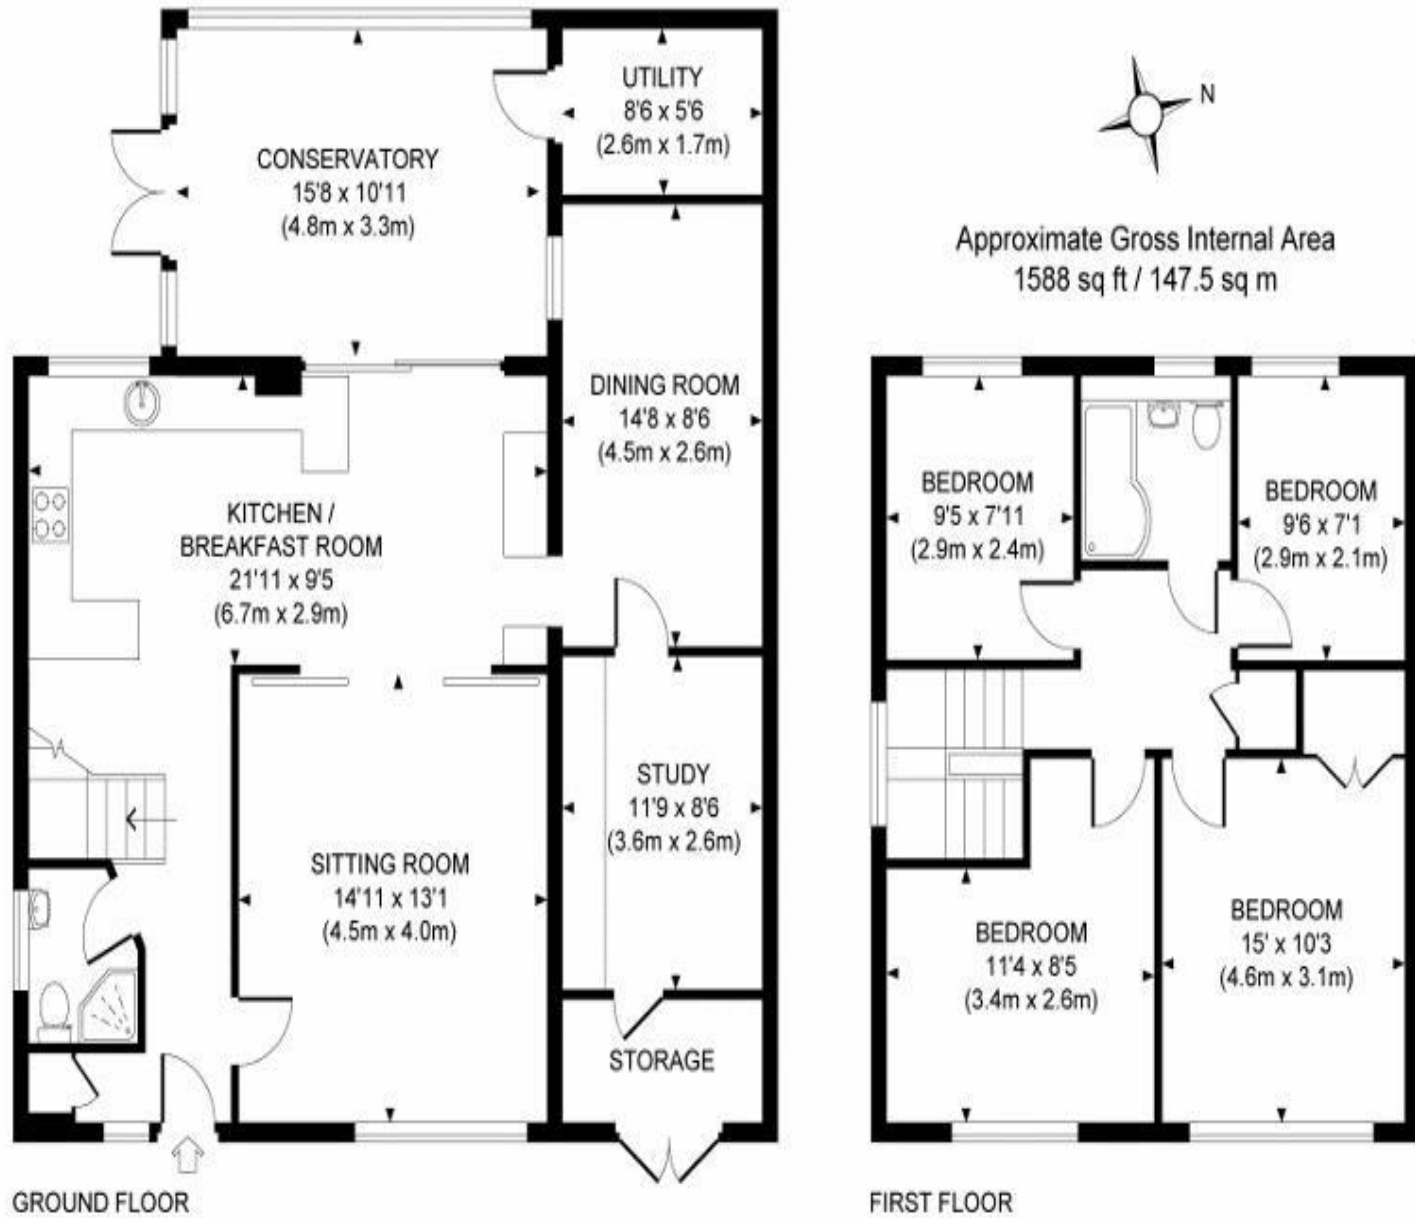 UTILITY
8'6 x 5'6
(2.6m x 1.7m)
N
CONSERVATORY
15'8 x 10'11
(4.8m x 3.3m)
Approximate Gross Internal Area
1588 sq ft / 147.5 sq m
DINING ROOM
14'8 x 8'6
(4.5m x 2.6m)
KITCHEN /
BREAKFAST ROOM
21'11 x 9'5
(6.7m x 2.9m)
BEDROOM
9'5 x 7'11
(2.9m x 2.4m)
BEDROOM
9'6 x 7'1
(2.9m x 2.1m)
STUDY
11'9 x 8'6
(3.6m x 2.6m)
SITTING ROOM
14'11 x 13'1
(4.5m x 4.0m)
BEDROOM
11'4 x 8'5
(3.4m x 2.6m)
BEDROOM
15' x 10'3
(4.6m x 3.1m)
STORAGE
GROUND FLOOR
FIRST FLOOR